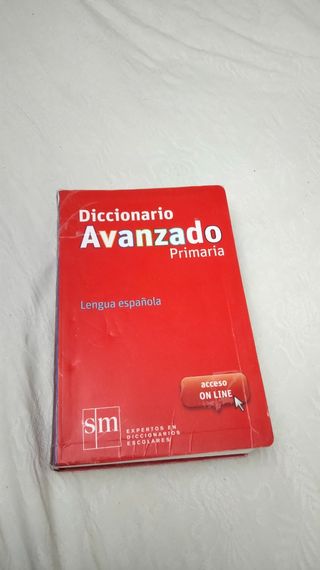 Diccionario
Avanzado
Primaria
Lengua española
acceso
ON LINE
sm
EXPERTOS EN
DICCIONARIOS
ESCOLARES